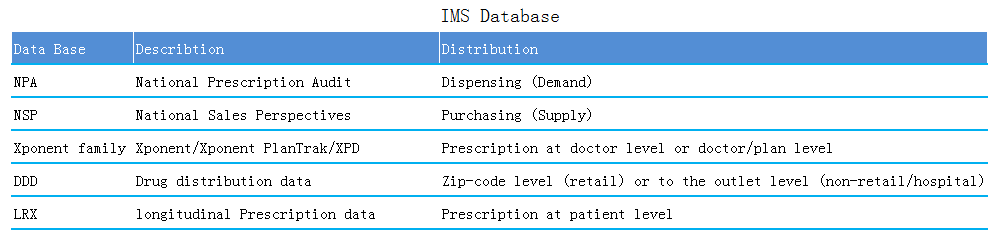 IMS Database
Data Base Describtion Distribution
NPA National Prescription Audit Dispensing (Demand)
NSP National Sales Perspectives Purchasing (Supply)
Xponent family Xponent/Xponent PlanTrak/XPD Prescription at doctor level or doctor/plan level
DDD Drug distribution data Zip-code level (retail) or to the outlet level (non-retail/hospital)
LRX longitudinal Prescription data Prescription at patient level